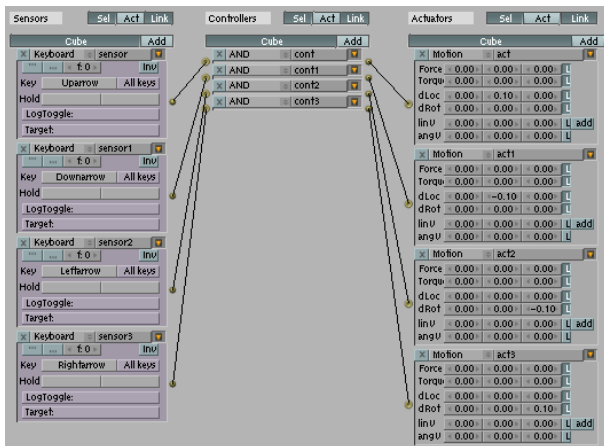 Sensors Sel Act Link Controllers Sel Act Link Actuators Sel Act Link
Cube Add Cube Add Cube Add
X Keyboard sensor
f:0 Inv
Key Uparrow All keys
Hold
LogToggle:
Target:
X Keyboard sensor1
f:0 Inv
Key Downarrow All keys
Hold
LogToggle:
Target:
X Keyboard sensor2
f:0 Inv
Key Leftarrow All keys
Hold
LogToggle:
Target:
X Keyboard sensor3
f:0 Inv
Key Rightarrow All keys
Hold
LogToggle:
Target:
X AND cont
X AND cont1
X AND cont2
X AND cont3
X Motion act
Force 0.00 0.00 0.00 L
Torqu 0.00 0.00 0.00 L
dLoc 0.00 0.10 0.00 L
dRot 0.00 0.00 0.00 L
linV 0.00 0.00 0.00 L add
angV 0.00 0.00 0.00 L
X Motion act1
Force 0.00 0.00 0.00 L
Torqu 0.00 0.00 0.00 L
dLoc 0.00 -0.10 0.00 L
dRot 0.00 0.00 0.00 L
linV 0.00 0.00 0.00 L add
angV 0.00 0.00 0.00 L
X Motion act2
Force 0.00 0.00 0.00 L
Torqu 0.00 0.00 0.00 L
dLoc 0.00 0.00 0.00 L
dRot 0.00 0.00 -0.10 L
linV 0.00 0.00 0.00 L add
angV 0.00 0.00 0.00 L
X Motion act3
Force 0.00 0.00 0.00 L
Torqu 0.00 0.00 0.00 L
dLoc 0.00 0.00 0.00 L
dRot 0.00 0.00 0.10 L
linV 0.00 0.00 0.00 L add
angV 0.00 0.00 0.00 L